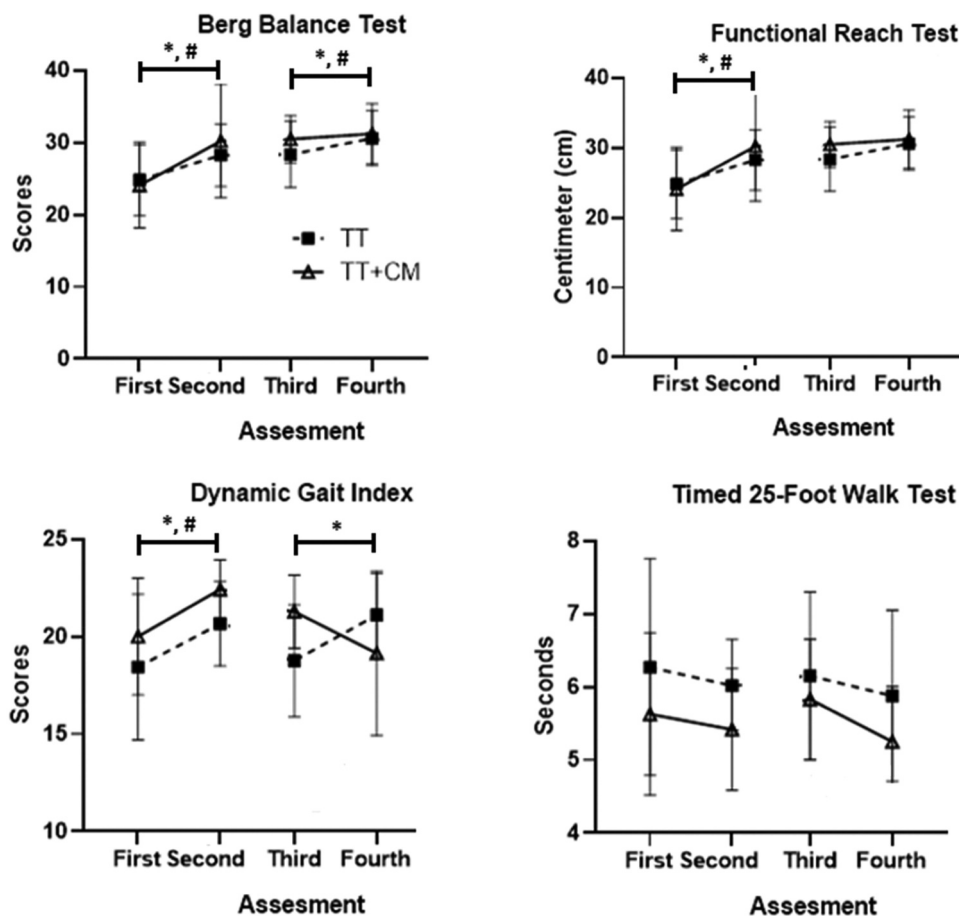 Berg Balance Test
*, #
*, #
40
30
20
10
0
Scores
TT
TT+CM
First Second Third Fourth
Assesment
Functional Reach Test
*, #
40
30
20
10
0
Centimeter (cm)
First Second Third Fourth
Assesment
Dynamic Gait Index
*, #
*
25
20
15
10
Scores
First Second Third Fourth
Assesment
Timed 25-Foot Walk Test
8
7
6
5
4
Seconds
First Second Third Fourth
Assesment